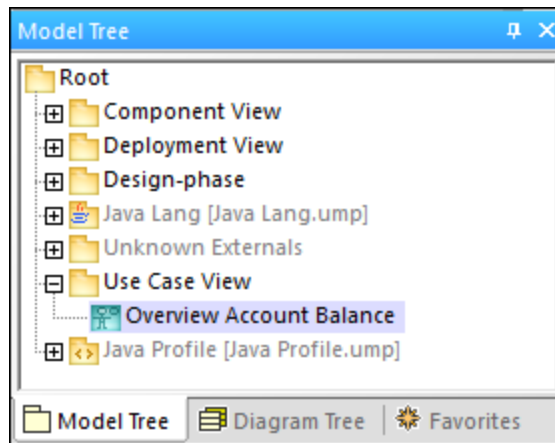 Model Tree
Root
Component View
Deployment View
Design-phase
Java Lang [Java Lang.ump]
Unknown Externals
Use Case View
Overview Account Balance
Java Profile [Java Profile.ump]
Model Tree Diagram Tree Favorites